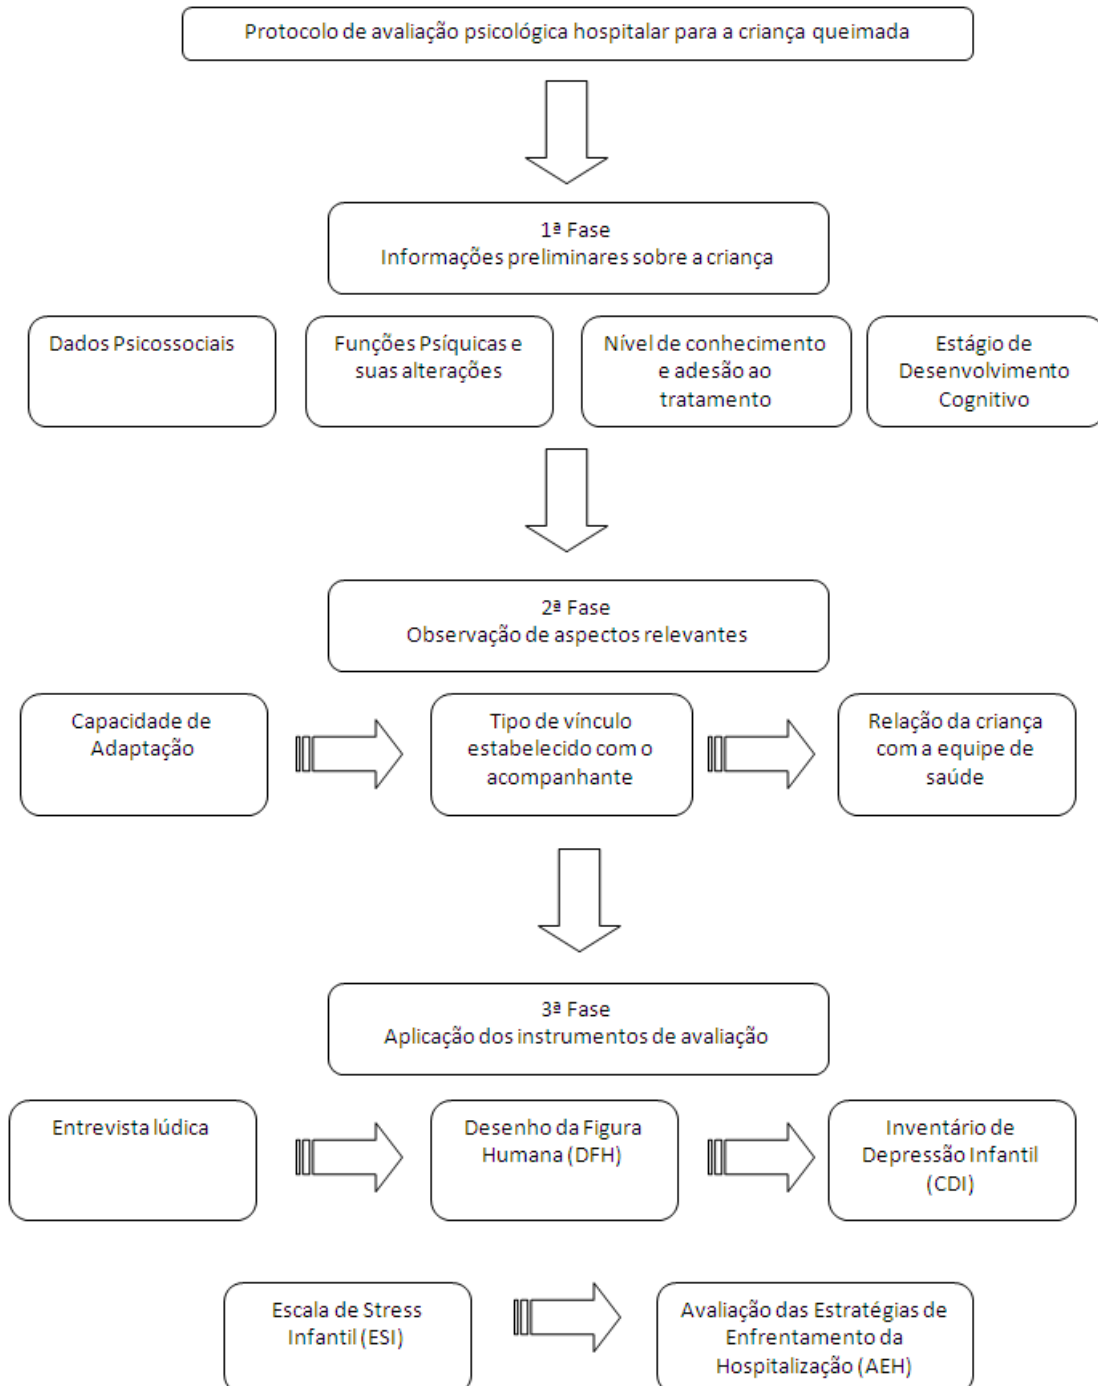 Protocolo de avaliação psicológica hospitalar para a criança queimada
1ª Fase
Informações preliminares sobre a criança
Dados Psicossociais
Funções Psíquicas e
suas alterações
Nível de conhecimento
e adesão ao
tratamento
Estágio de
Desenvolvimento
Cognitivo
2ª Fase
Observação de aspectos relevantes
Capacidade de
Adaptação
Tipo de vínculo
estabelecido com o
acompanhante
Relação da criança
com a equipe de
saúde
3ª Fase
Aplicação dos instrumentos de avaliação
Entrevista lúdica
Desenho da Figura
Humana (DFH)
Inventário de
Depressão Infantil
(CDI)
Escala de Stress
Infantil (ESI)
Avaliação das Estratégias de
Enfrentamento da
Hospitalização (AEH)